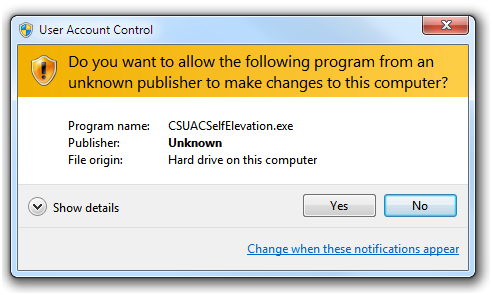 User Account Control
Do you want to allow the following program from an
unknown publisher to make changes to this computer?
Program name: CSUACSelfElevation.exe
Publisher: Unknown
File origin: Hard drive on this computer
Show details
Yes No
Change when these notifications appear